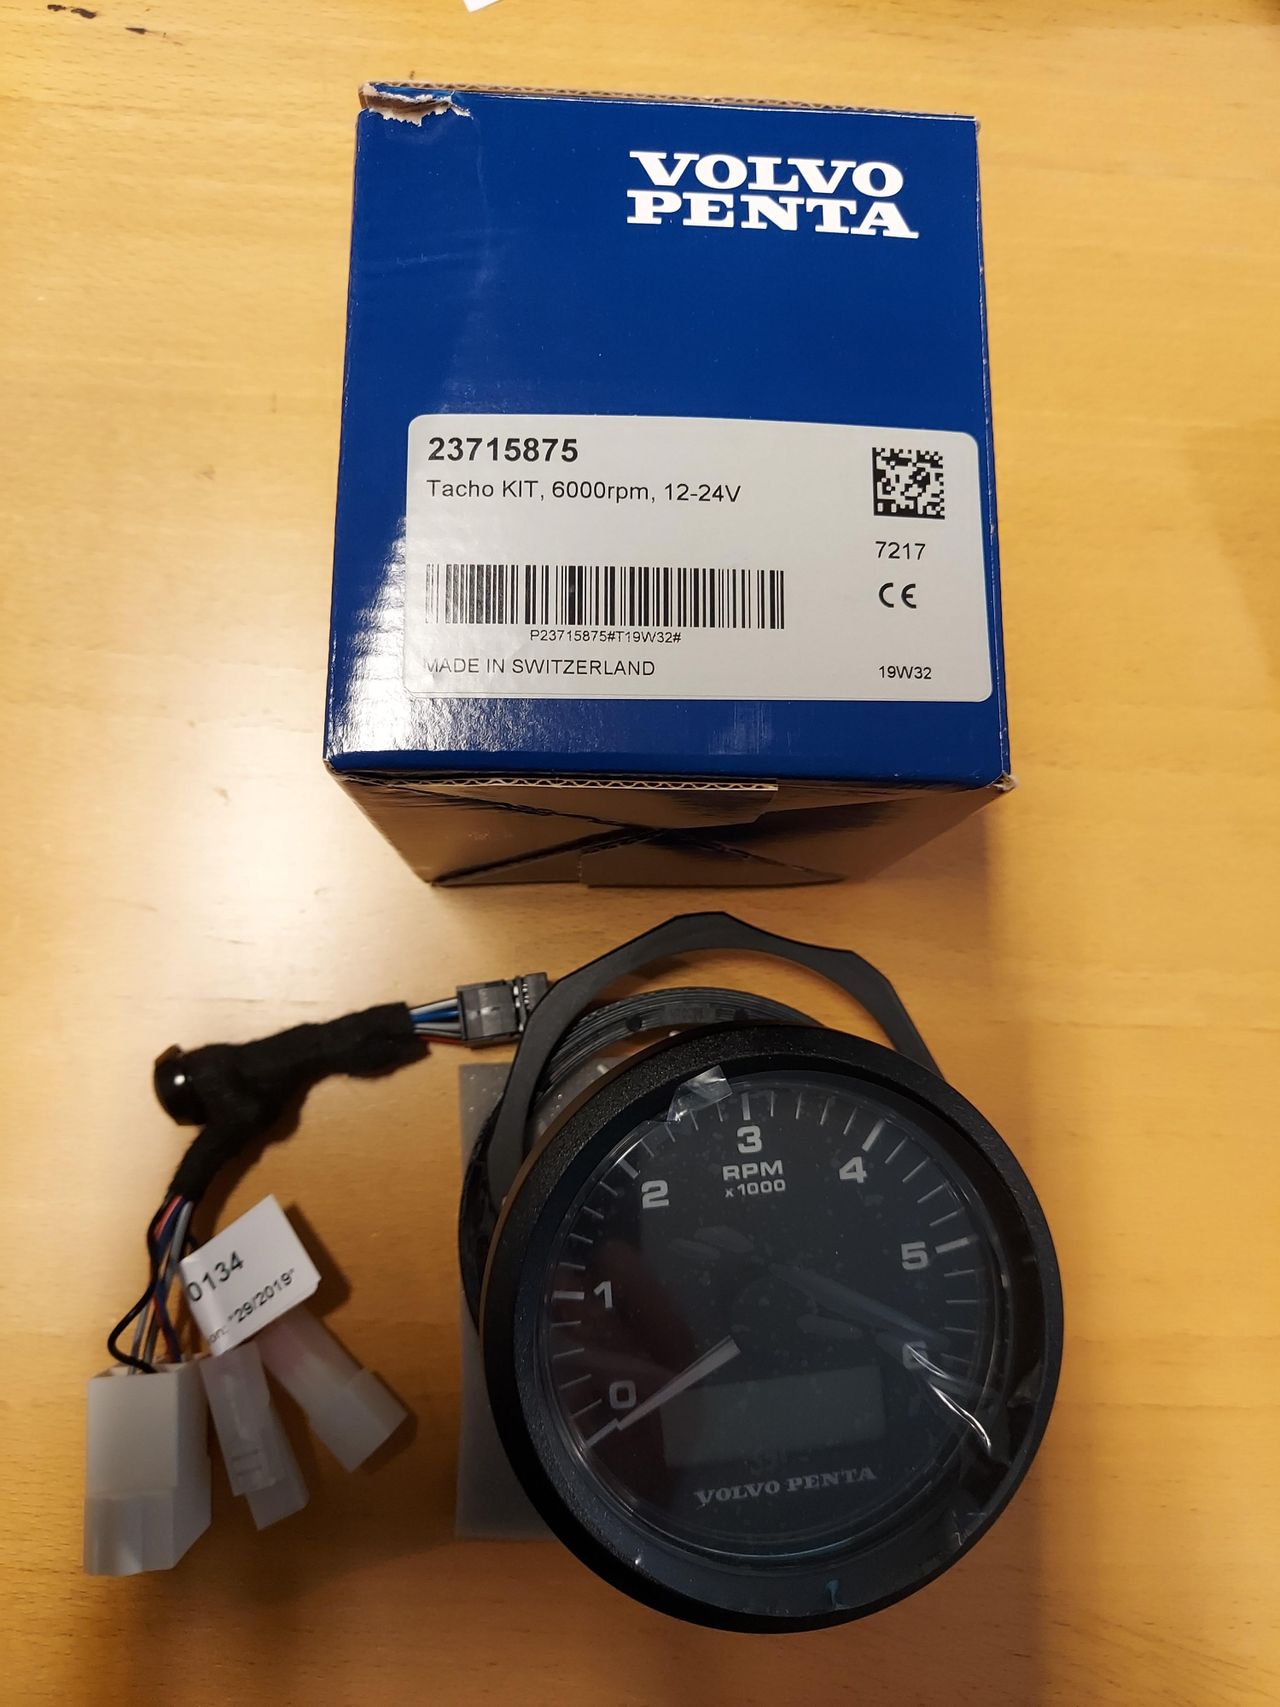 VOLVO
PENTA
23715875
Tacho KIT, 6000rpm, 12-24V
7217
CE
P23715875#T19W32#
MADE IN SWITZERLAND
19W32
0134
"29/2019"
3
RPM
x1000
2
4
1
5
0
6
VOLVO PENTA